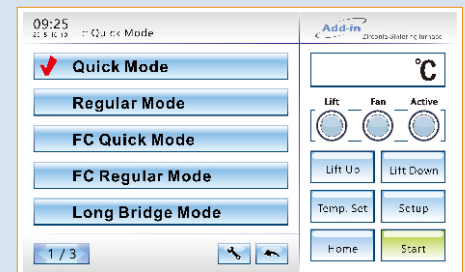 09:25
Quick Mode
Add-in
Zirconia Sintering furnace
Quick Mode
Regular Mode
FC Quick Mode
FC Regular Mode
Long Bridge Mode
1 / 3
℃
Lift Fan Active
Lift Up Lift Down
Temp. Set Setup
Home Start